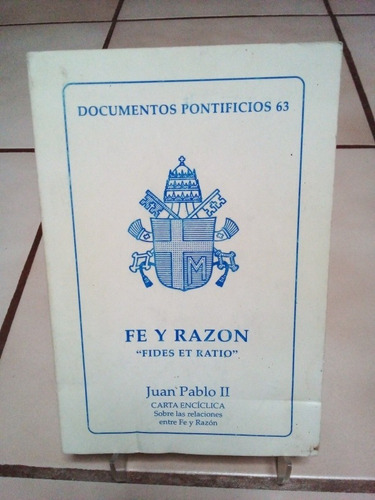 DOCUMENTOS PONTIFICIOS 63
M
FE Y RAZON
"FIDES ET RATIO"
Juan Pablo II
CARTA ENCÍCLICA
Sobre las relaciones
entre Fe y Razón